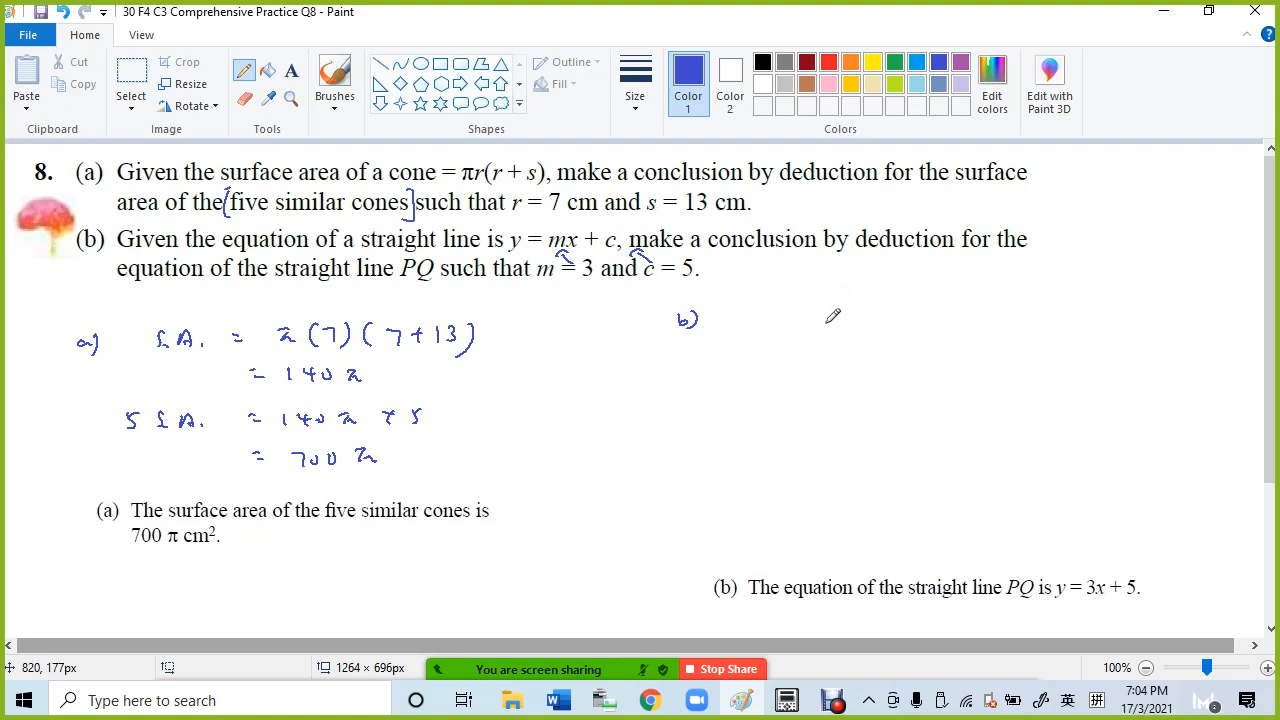 30 F4 C3 Comprehensive Practice Q8 - Paint
File Home View
Paste Cut Copy
Select Crop Resize Rotate
A
Brushes
Outline Fill
Size
Color 1 Color 2
Edit colors Edit with Paint 3D
Clipboard Image Tools Shapes Colors
8. (a) Given the surface area of a cone = πr(r + s), make a conclusion by deduction for the surface
area of the [five similar cones] such that r = 7 cm and s = 13 cm.
(b) Given the equation of a straight line is y = mx + c, make a conclusion by deduction for the
equation of the straight line PQ such that m = 3 and c = 5.
a) S.A. = π (7) ( 7 + 13 )
= 140 π
5 S.A. = 140 π × 5
= 700 π
b)
(a) The surface area of the five similar cones is
700 π cm².
(b) The equation of the straight line PQ is y = 3x + 5.
820, 177px 1264 × 696px You are screen sharing Stop Share 100%
Type here to search 英 拼 7:04 PM
17/3/2021